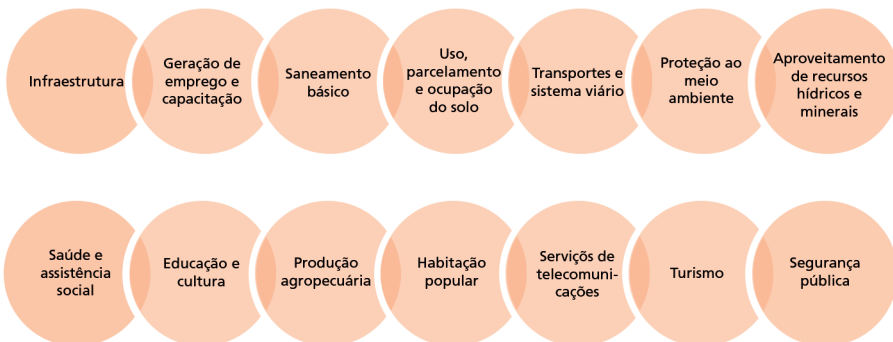 Infraestrutura
Geração de
emprego e
capacitação
Saneamento
básico
Uso,
parcelamento
e ocupação
do solo
Transportes e
sistema viário
Proteção ao
meio
ambiente
Aproveitamento
de recursos
hídricos e
minerais
Saúde e
assistência
social
Educação e
cultura
Produção
agropecuária
Habitação
popular
Serviçõs de
telecomuni-
cações
Turismo
Segurança
pública